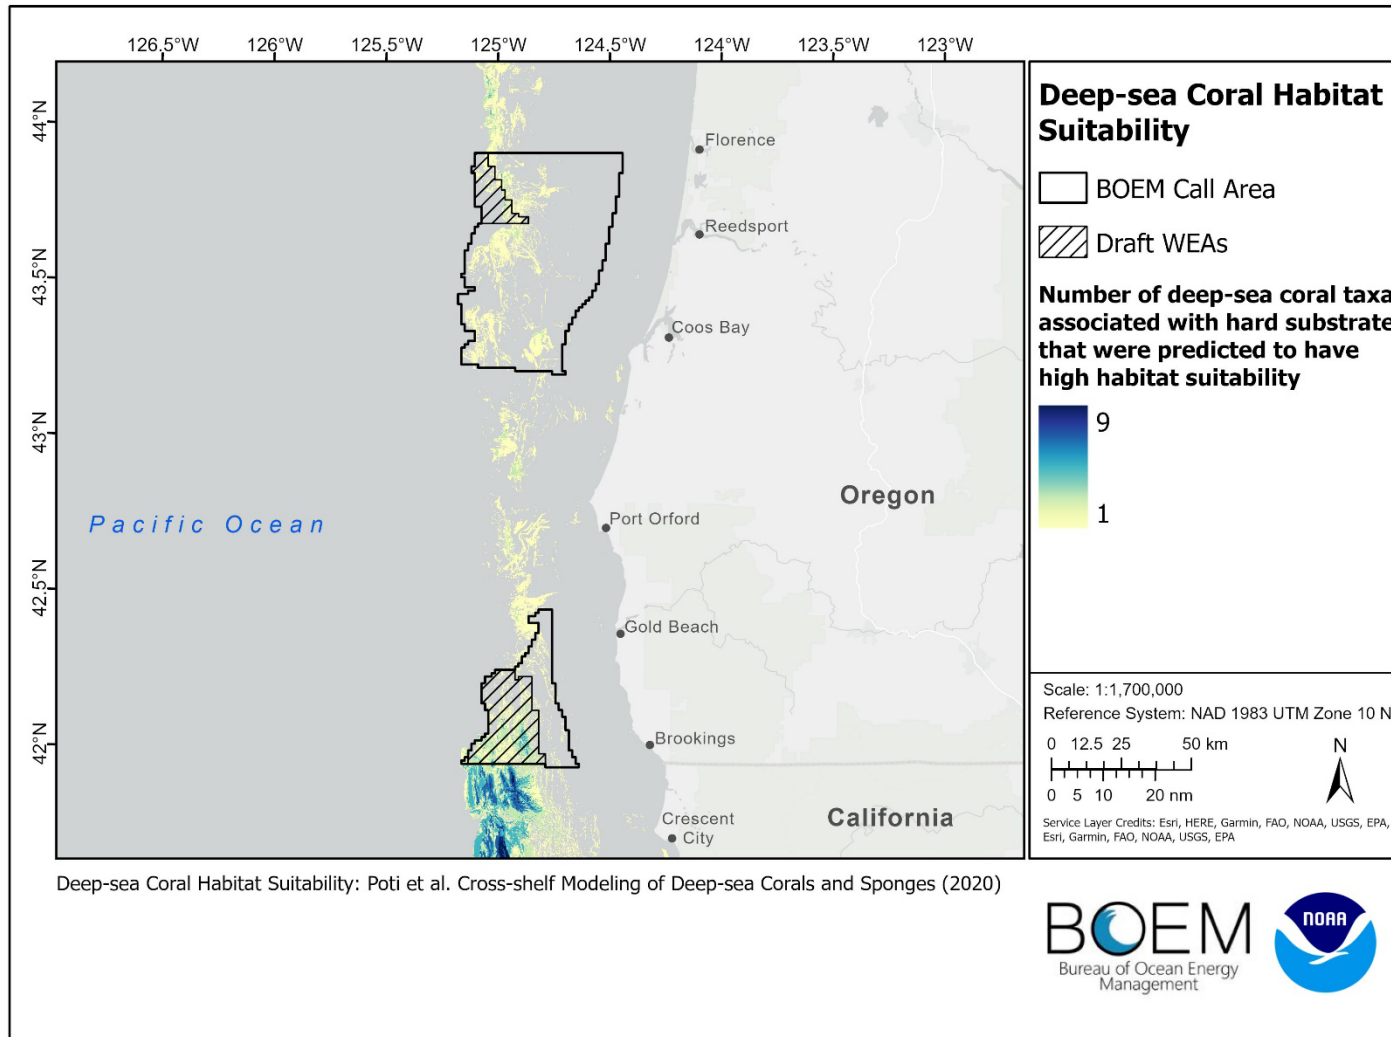 126.5°W 126°W 125.5°W 125°W 124.5°W 124°W 123.5°W 123°W
44°N
43.5°N
43°N
42.5°N
42°N
Florence
Reedsport
Coos Bay
Oregon
Pacific Ocean
Port Orford
Gold Beach
Brookings
California
Crescent
City
Deep-sea Coral Habitat
Suitability
BOEM Call Area
Draft WEAs
Number of deep-sea coral taxa
associated with hard substrate
that were predicted to have
high habitat suitability
9
1
Scale: 1:1,700,000
Reference System: NAD 1983 UTM Zone 10 N
0 12.5 25 50 km
0 5 10 20 nm
N
Service Layer Credits: Esri, HERE, Garmin, FAO, NOAA, USGS, EPA,
Esri, Garmin, FAO, NOAA, USGS, EPA
Deep-sea Coral Habitat Suitability: Poti et al. Cross-shelf Modeling of Deep-sea Corals and Sponges (2020)
BOEM
Bureau of Ocean Energy
Management
NOAA